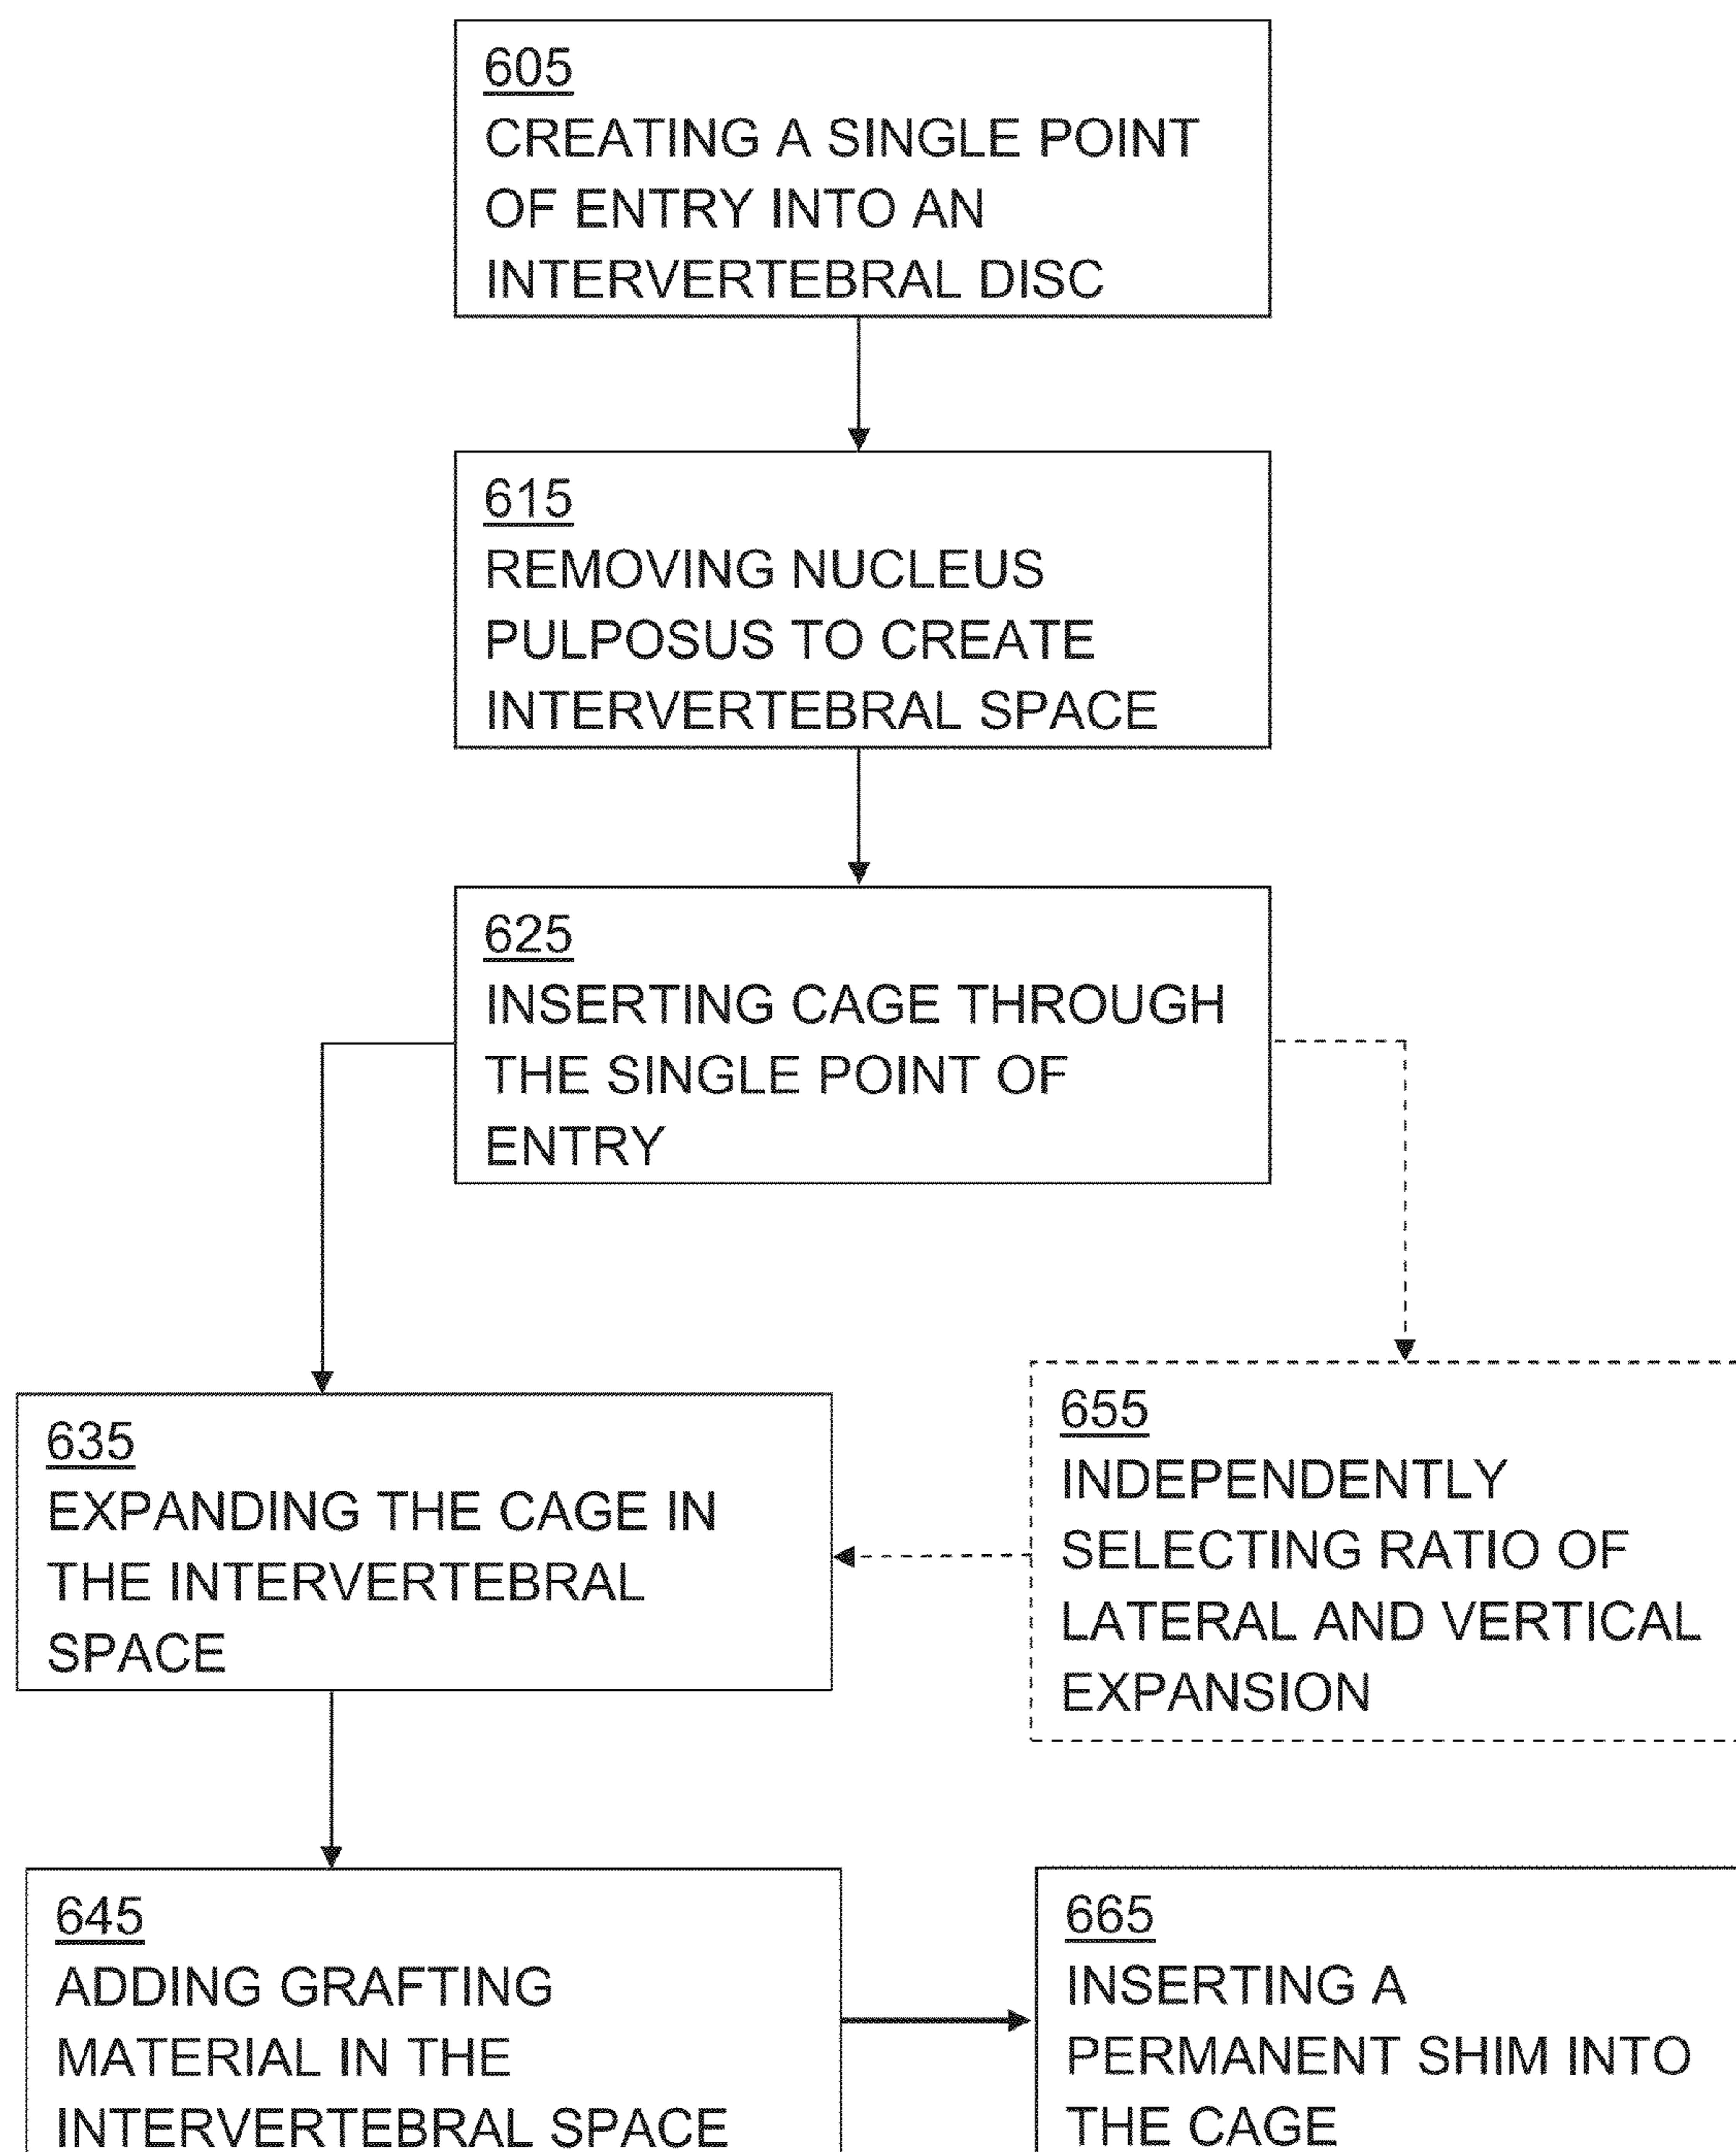 605
CREATING A SINGLE POINT
OF ENTRY INTO AN
INTERVERTEBRAL DISC
615
REMOVING NUCLEUS
PULPOSUS TO CREATE
INTERVERTEBRAL SPACE
625
INSERTING CAGE THROUGH
THE SINGLE POINT OF
ENTRY
635
EXPANDING THE CAGE IN
THE INTERVERTEBRAL
SPACE
655
INDEPENDENTLY
SELECTING RATIO OF
LATERAL AND VERTICAL
EXPANSION
645
ADDING GRAFTING
MATERIAL IN THE
INTERVERTEBRAL SPACE
665
INSERTING A
PERMANENT SHIM INTO
THE CAGE